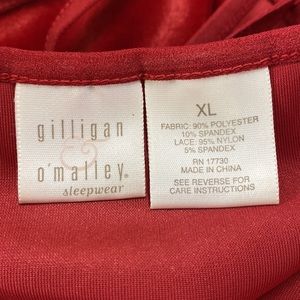 gilligan
&
o'malley®
sleepwear
XL
FABRIC: 90% POLYESTER
10% SPANDEX
LACE: 95% NYLON
5% SPANDEX
RN 17730
MADE IN CHINA
SEE REVERSE FOR
CARE INSTRUCTIONS